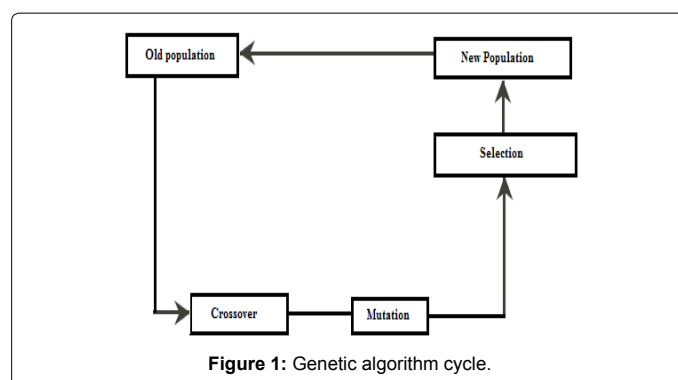 Old population
New Population
Selection
Crossover
Mutation
Figure 1: Genetic algorithm cycle.